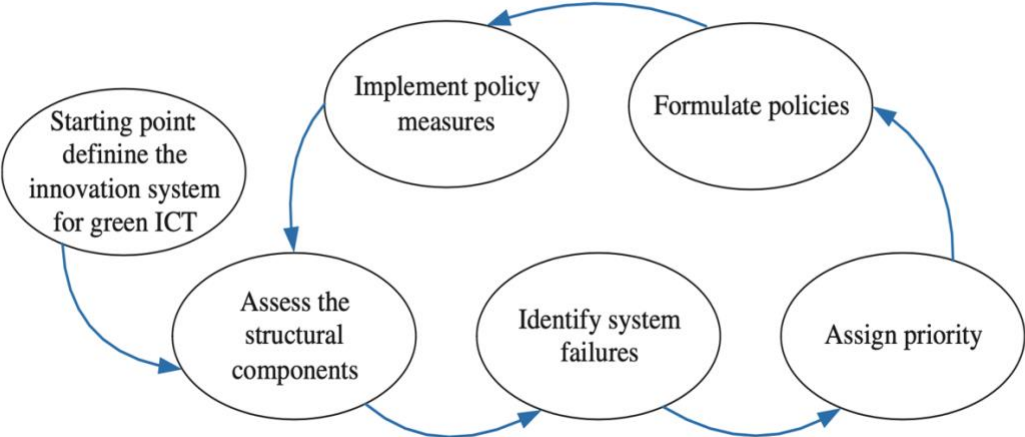 Starting point:
definine the
innovation system
for green ICT
Assess the
structural
components
Identify system
failures
Assign priority
Formulate policies
Implement policy
measures